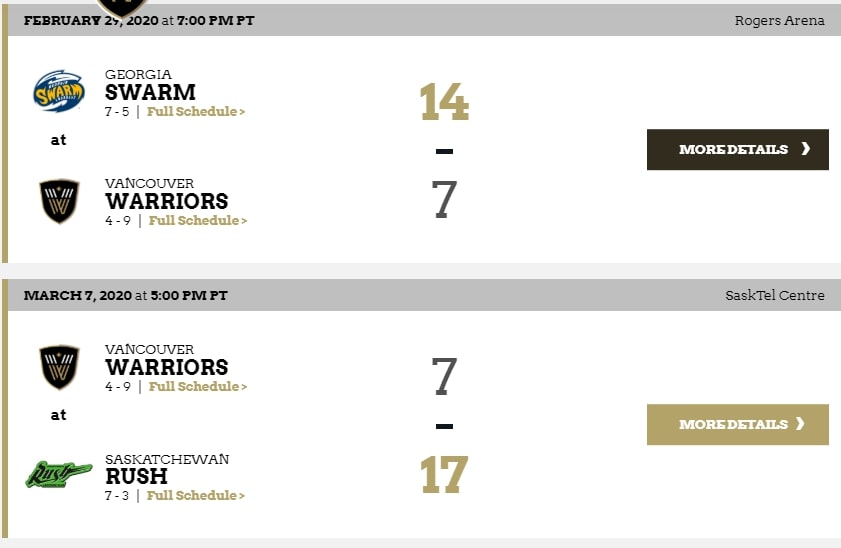 FEBRUARY 29, 2020 at 7:00 PM PT Rogers Arena
SWARM
GEORGIA
SWARM
7 - 5 | Full Schedule >
14
at
-
MORE DETAILS ❯
VANCOUVER
WARRIORS
4 - 9 | Full Schedule >
7
MARCH 7, 2020 at 5:00 PM PT SaskTel Centre
VANCOUVER
WARRIORS
4 - 9 | Full Schedule >
7
at
-
MORE DETAILS ❯
Rush
SASKATCHEWAN
RUSH
7 - 3 | Full Schedule >
17